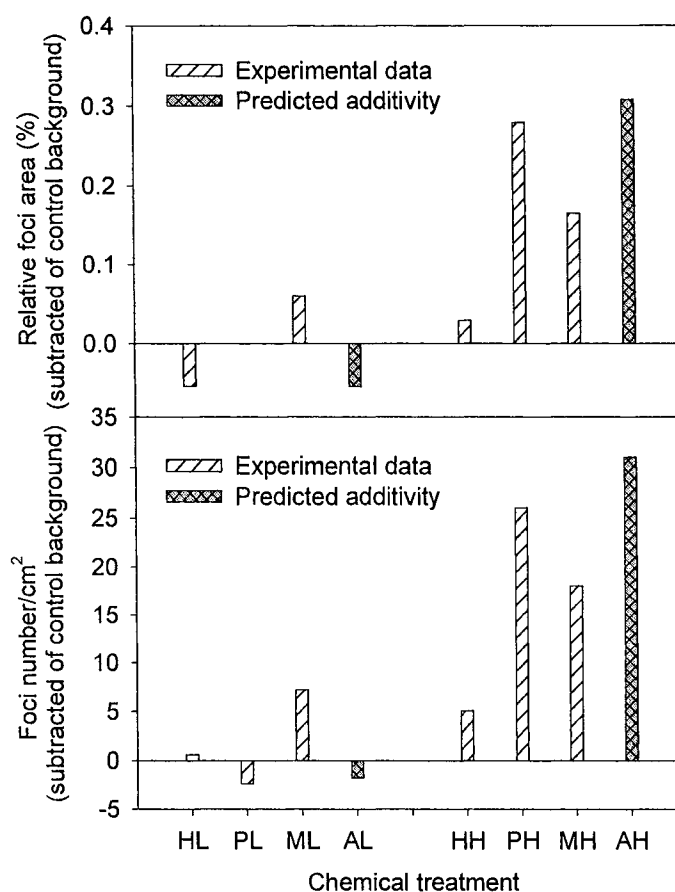 0.4
Experimental data
Predicted additivity
0.3
0.2
0.1
0.0
Relative foci area (%)
(subtracted of control background)
35
Experimental data
Predicted additivity
30
25
20
15
10
5
0
-5
Foci number/cm²
(subtracted of control background)
HL PL ML AL HH PH MH AH
Chemical treatment